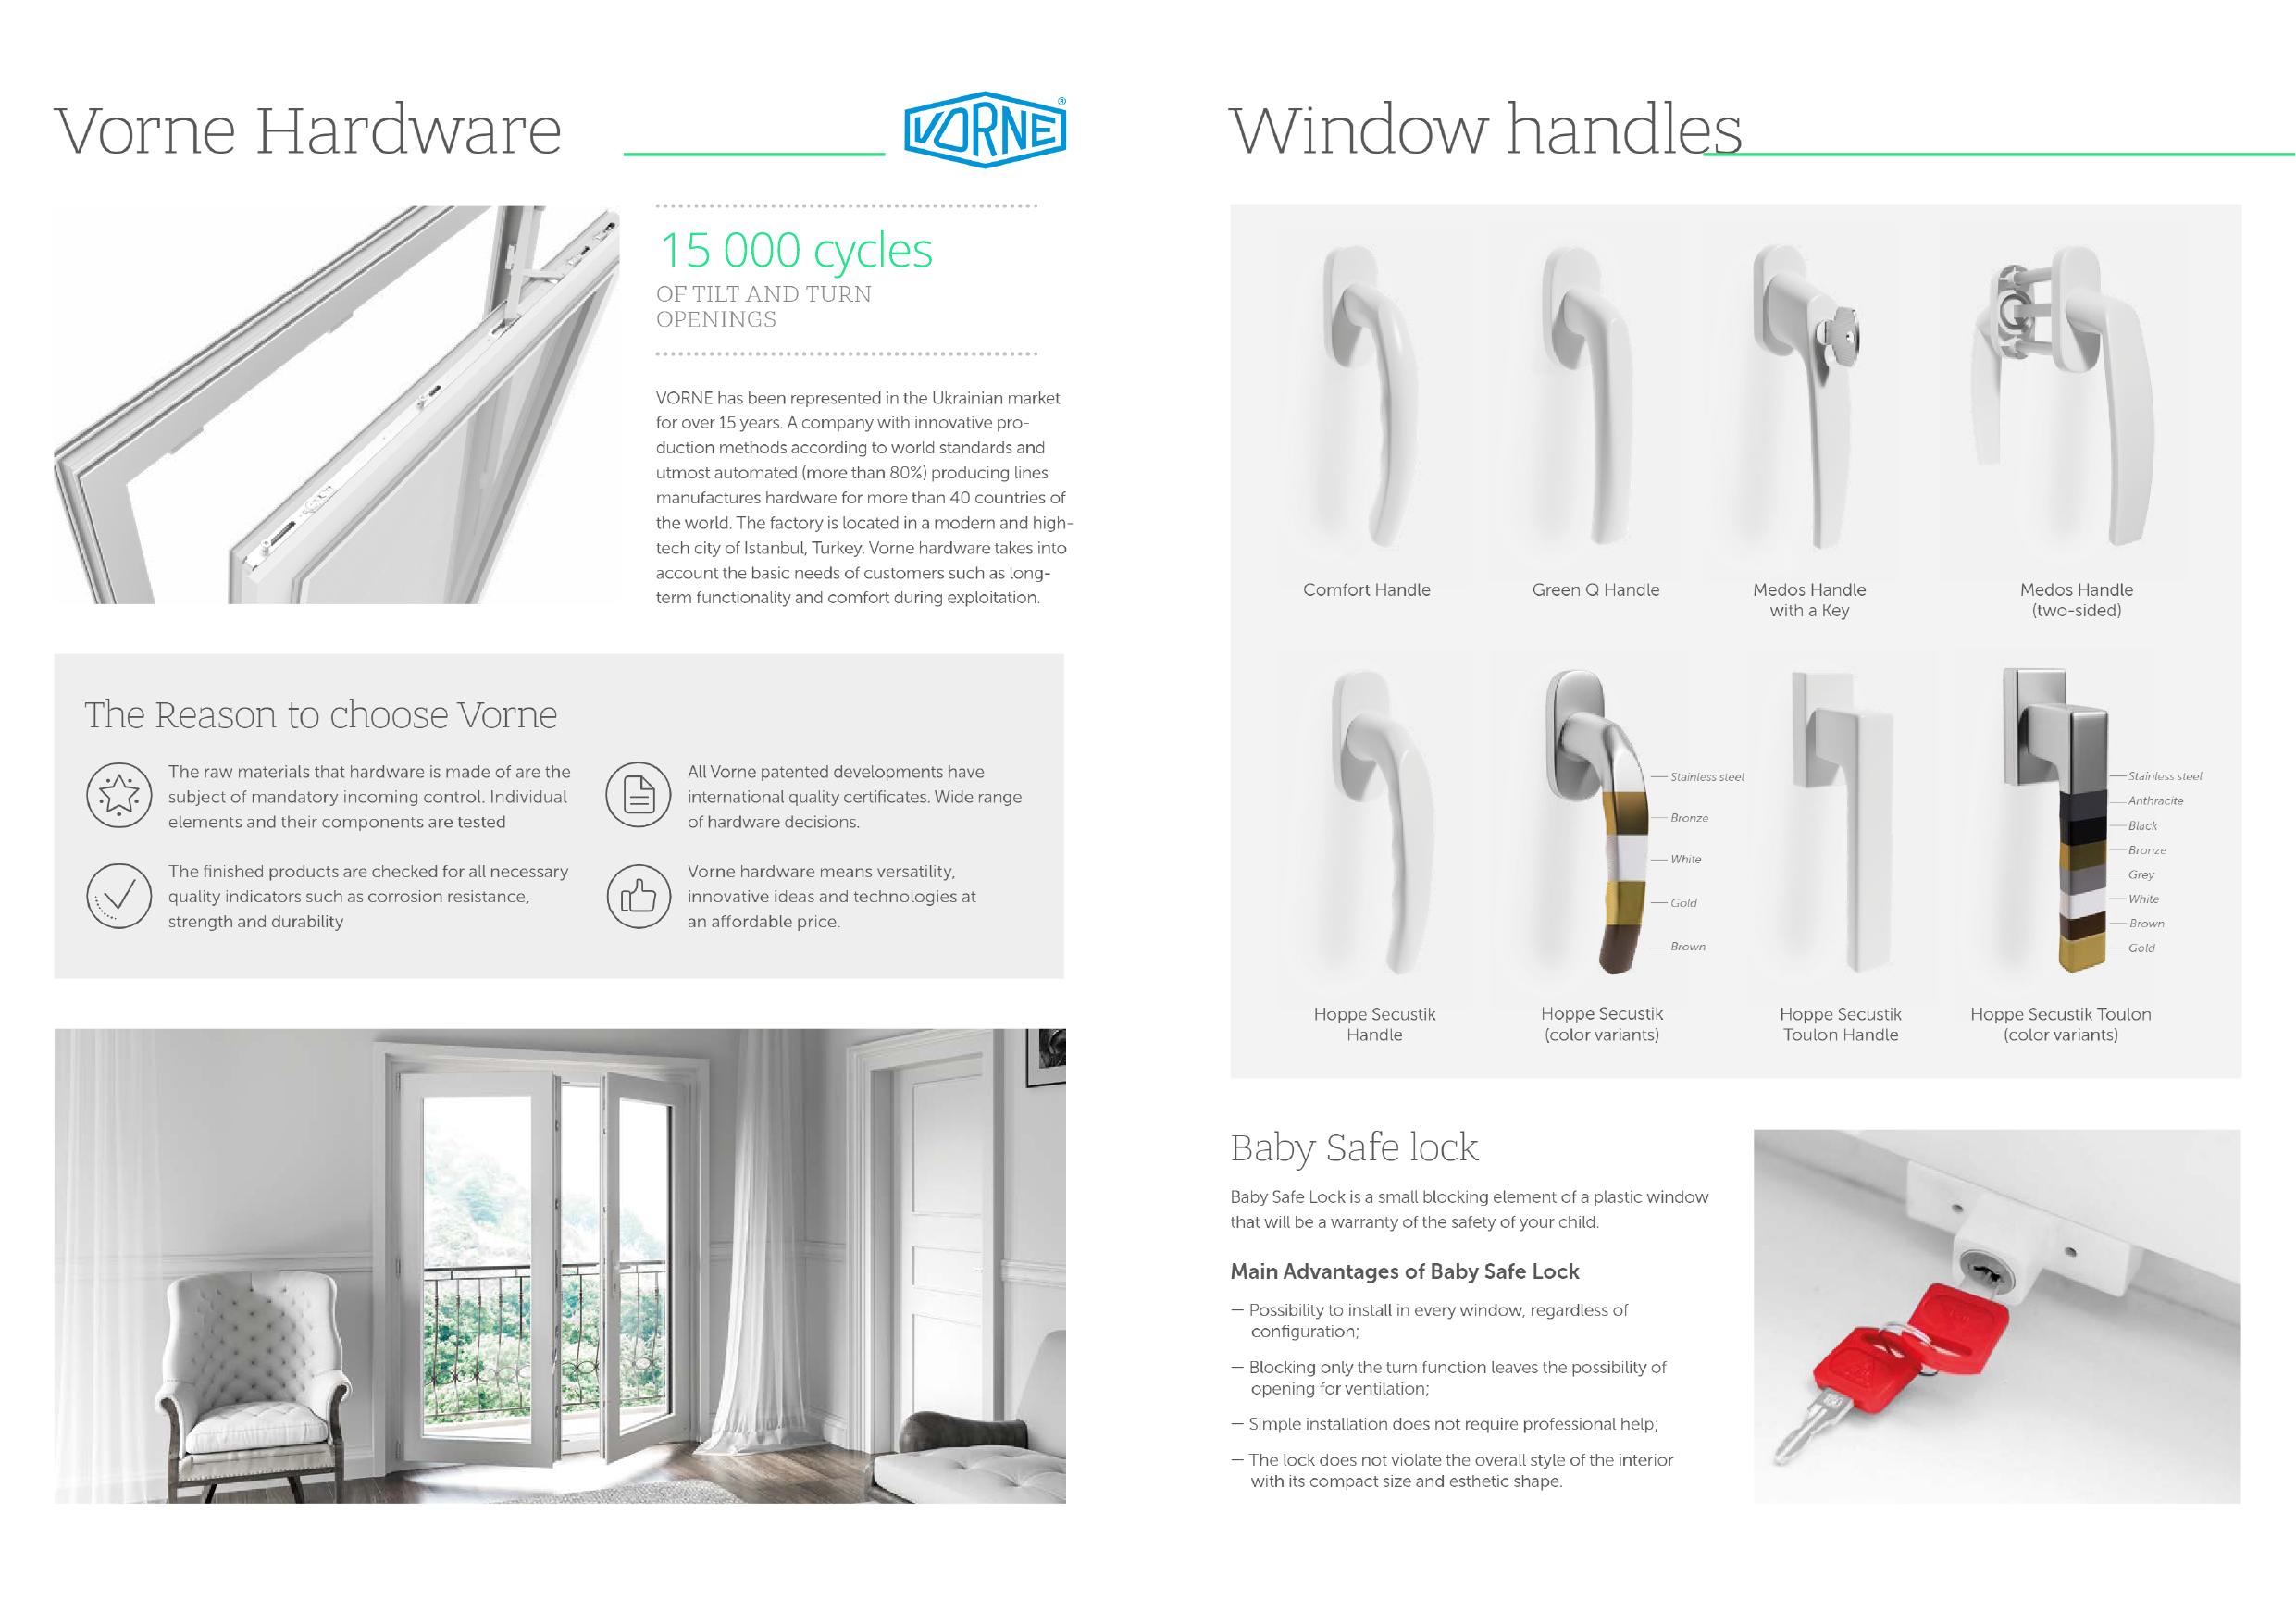 Vorne Hardware
VORNE®
15 000 cycles
OF TILT AND TURN
OPENINGS
VORNE has been represented in the Ukrainian market
for over 15 years. A company with innovative pro-
duction methods according to world standards and
utmost automated (more than 80%) producing lines
manufactures hardware for more than 40 countries of
the world. The factory is located in a modern and high-
tech city of Istanbul, Turkey. Vorne hardware takes into
account the basic needs of customers such as long-
term functionality and comfort during exploitation.
The Reason to choose Vorne
The raw materials that hardware is made of are the
subject of mandatory incoming control. Individual
elements and their components are tested
All Vorne patented developments have
international quality certificates. Wide range
of hardware decisions.
The finished products are checked for all necessary
quality indicators such as corrosion resistance,
strength and durability
Vorne hardware means versatility,
innovative ideas and technologies at
an affordable price.
Window handles
Comfort Handle
Green Q Handle
Medos Handle
with a Key
Medos Handle
(two-sided)
Stainless steel
Bronze
White
Gold
Brown
Stainless steel
Anthracite
Black
Bronze
Grey
White
Brown
Gold
Hoppe Secustik
Handle
Hoppe Secustik
(color variants)
Hoppe Secustik
Toulon Handle
Hoppe Secustik Toulon
(color variants)
Baby Safe lock
Baby Safe Lock is a small blocking element of a plastic window
that will be a warranty of the safety of your child.
Main Advantages of Baby Safe Lock
— Possibility to install in every window, regardless of
configuration;
— Blocking only the turn function leaves the possibility of
opening for ventilation;
— Simple installation does not require professional help;
— The lock does not violate the overall style of the interior
with its compact size and esthetic shape.